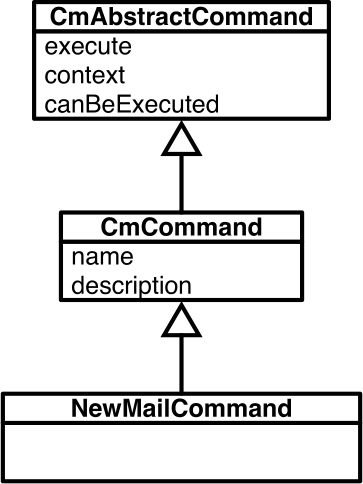 CmAbstractCommand
execute
context
canBeExecuted
CmCommand
name
description
NewMailCommand